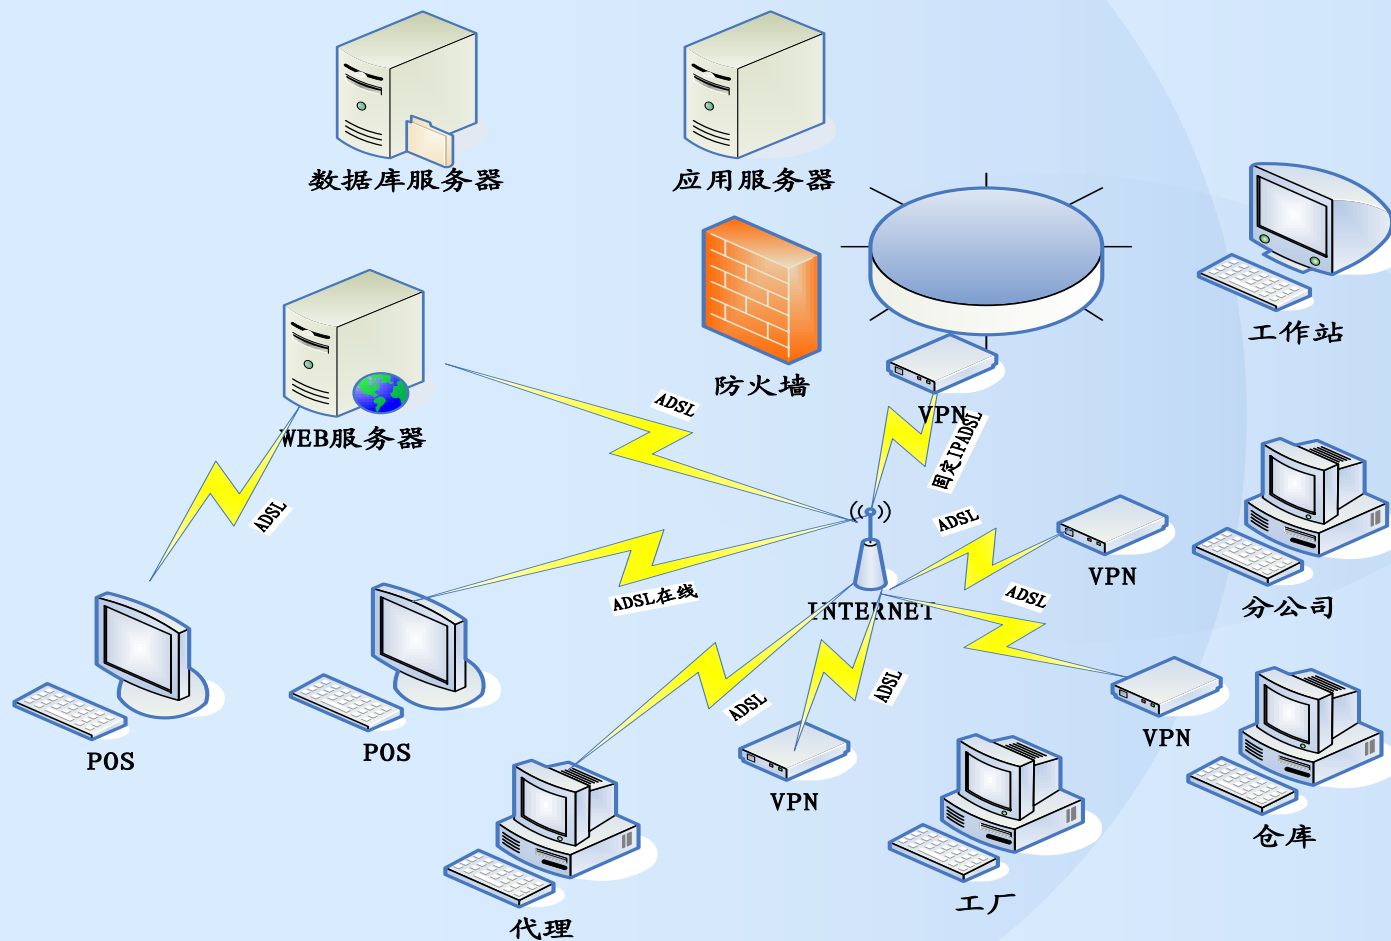 数据库服务器
应用服务器
工作站
防火墙
VPN
WEB服务器
ADSL
固定IPADSL
ADSL
ADSL
VPN
分公司
ADSL
ADSL在线
INTERNET
ADSL
ADSL
VPN
POS
POS
VPN
仓库
工厂
代理